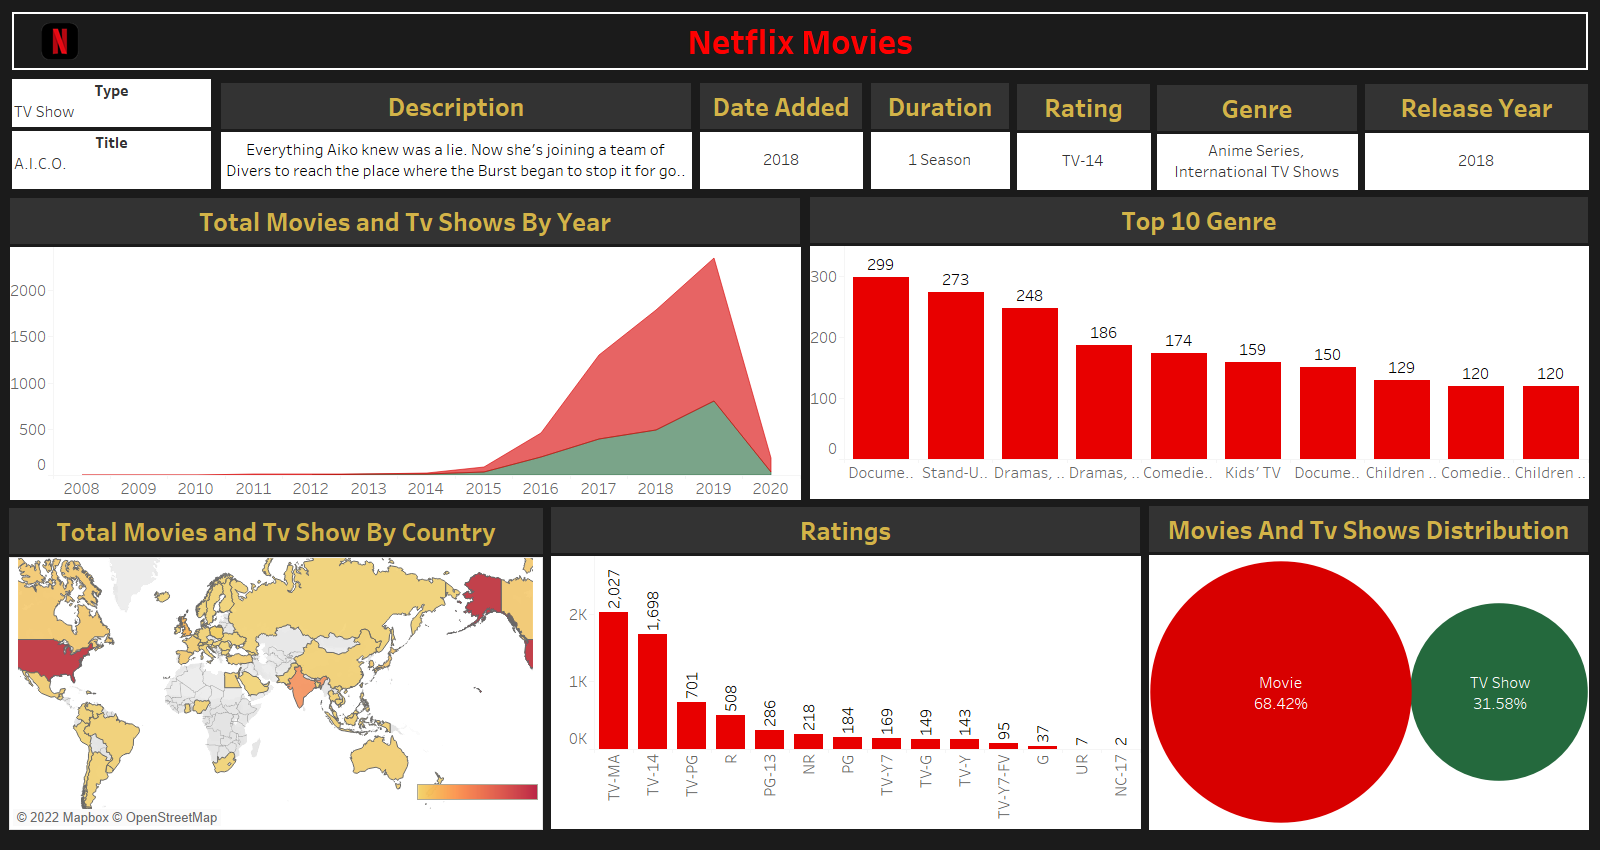 N
Netflix Movies
Type
TV Show
Title
A.I.C.O.
Description
Everything Aiko knew was a lie. Now she's joining a team of
Divers to reach the place where the Burst began to stop it for go..
Date Added
2018
Duration
1 Season
Rating
TV-14
Genre
Anime Series,
International TV Shows
Release Year
2018
Total Movies and Tv Shows By Year
2000
1500
1000
500
0
2008 2009 2010 2011 2012 2013 2014 2015 2016 2017 2018 2019 2020
Top 10 Genre
300
200
100
0
299 273 248 186 174 159 150 129 120 120
Docume.. Stand-U.. Dramas, .. Dramas, .. Comedie.. Kids' TV Docume.. Children .. Comedie.. Children ..
Total Movies and Tv Show By Country
© 2022 Mapbox © OpenStreetMap
Ratings
2K
1K
0K
2,027 1,698 701 508 286 218 184 169 149 143 95 37 7 2
TV-MA TV-14 TV-PG R PG-13 NR PG TV-Y7 TV-G TV-Y TV-Y7-FV G UR NC-17
Movies And Tv Shows Distribution
Movie
68.42%
TV Show
31.58%